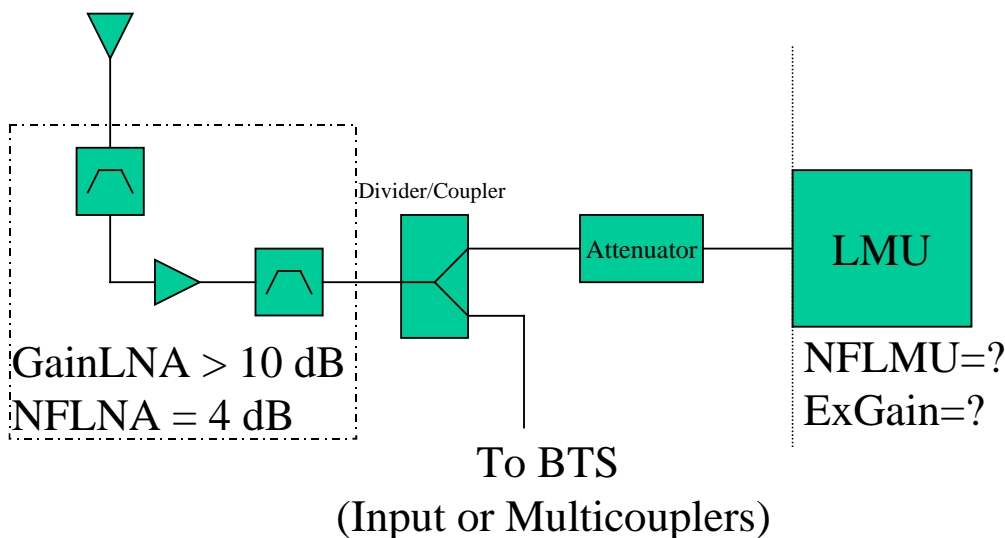 Divider/Coupler
Attenuator
LMU
GainLNA > 10 dB
NFLNA = 4 dB
NFLMU=?
ExGain=?
To BTS
(Input or Multicouplers)